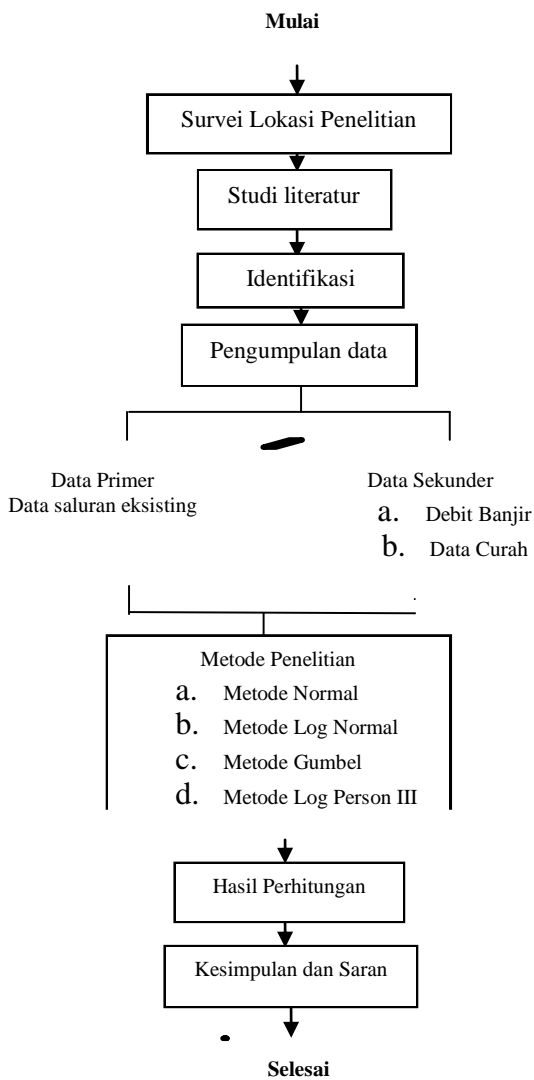 Mulai
Survei Lokasi Penelitian
Studi literatur
Identifikasi
Pengumpulan data
Data Primer
Data saluran eksisting
Data Sekunder
a. Debit Banjir
b. Data Curah
Metode Penelitian
a. Metode Normal
b. Metode Log Normal
c. Metode Gumbel
d. Metode Log Person III
Hasil Perhitungan
Kesimpulan dan Saran
Selesai